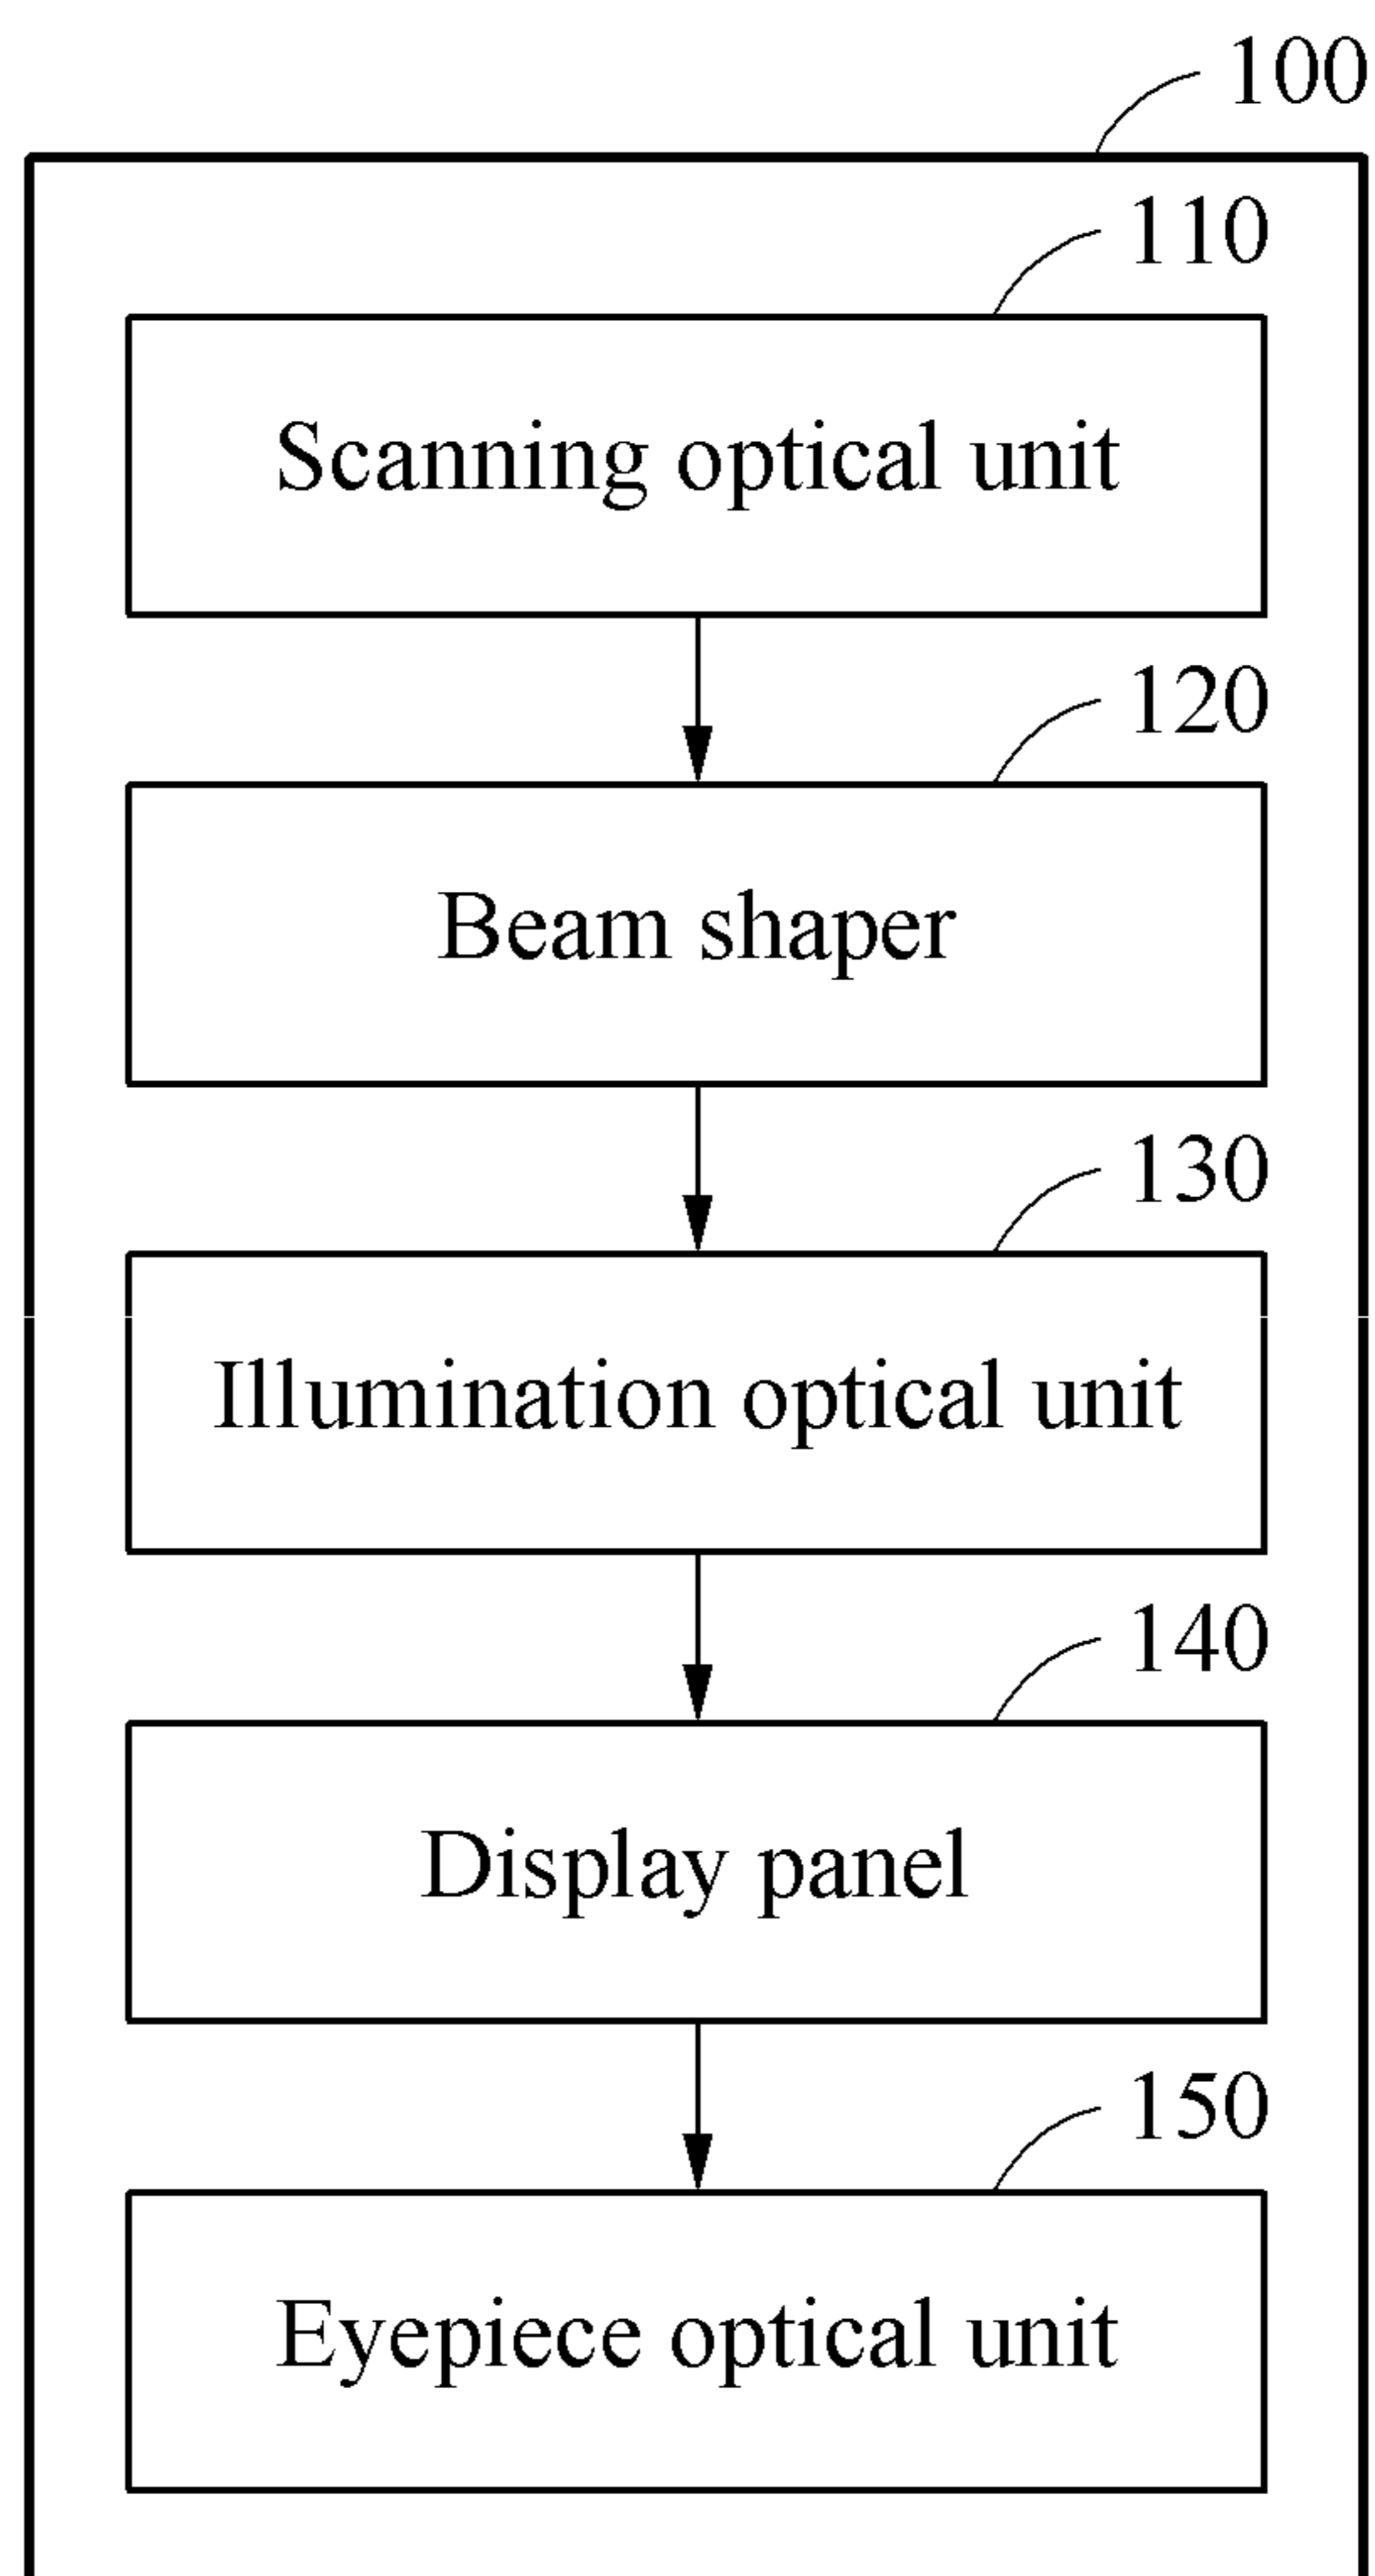 100
110
Scanning optical unit
120
Beam shaper
130
Illumination optical unit
140
Display panel
150
Eyepiece optical unit